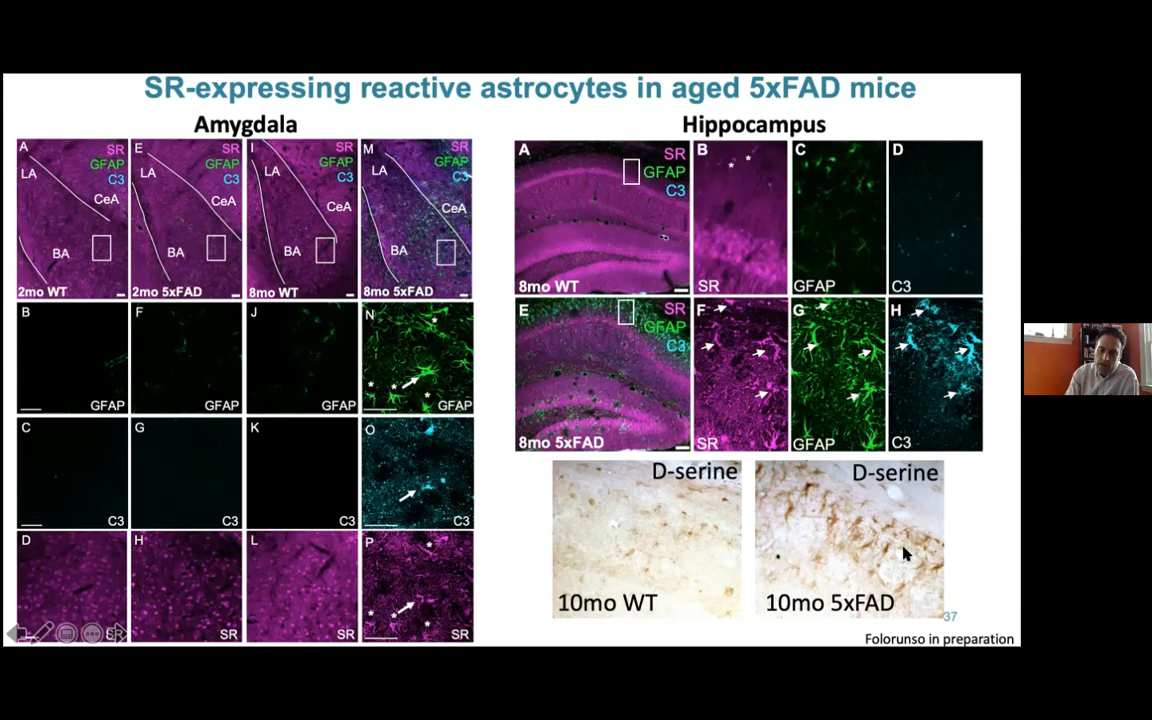 SR-expressing reactive astrocytes in aged 5xFAD mice
Amygdala
A
SR
GFAP
C3
LA
CeA
BA
2mo WT
E
SR
GFAP
C3
LA
CeA
BA
2mo 5xFAD
I
SR
GFAP
C3
LA
CeA
BA
8mo WT
M
SR
GFAP
C3
LA
CeA
BA
8mo 5xFAD
B
GFAP
F
GFAP
J
GFAP
N
GFAP
C
C3
G
C3
K
C3
O
C3
D
SR
H
SR
L
SR
P
SR
Hippocampus
A
SR
GFAP
C3
8mo WT
B
SR
C
GFAP
D
C3
E
SR
GFAP
C3
8mo 5xFAD
F
SR
G
GFAP
H
C3
D-serine
10mo WT
D-serine
10mo 5xFAD
37
Folorunso in preparation